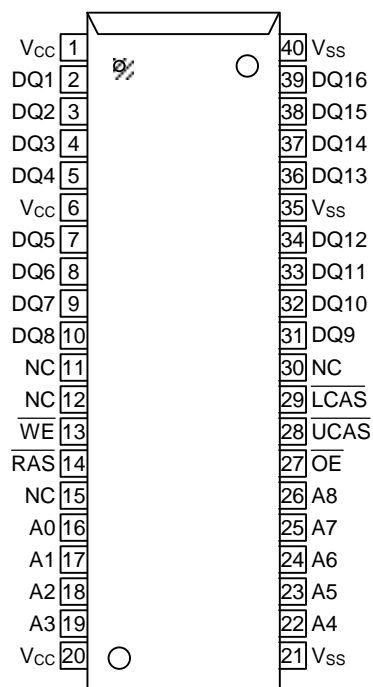 VCC 1 40 VSS
DQ1 2 39 DQ16
DQ2 3 38 DQ15
DQ3 4 37 DQ14
DQ4 5 36 DQ13
VCC 6 35 VSS
DQ5 7 34 DQ12
DQ6 8 33 DQ11
DQ7 9 32 DQ10
DQ8 10 31 DQ9
NC 11 30 NC
NC 12 29 LCAS
WE 13 28 UCAS
RAS 14 27 OE
NC 15 26 A8
A0 16 25 A7
A1 17 24 A6
A2 18 23 A5
A3 19 22 A4
VCC 20 21 VSS